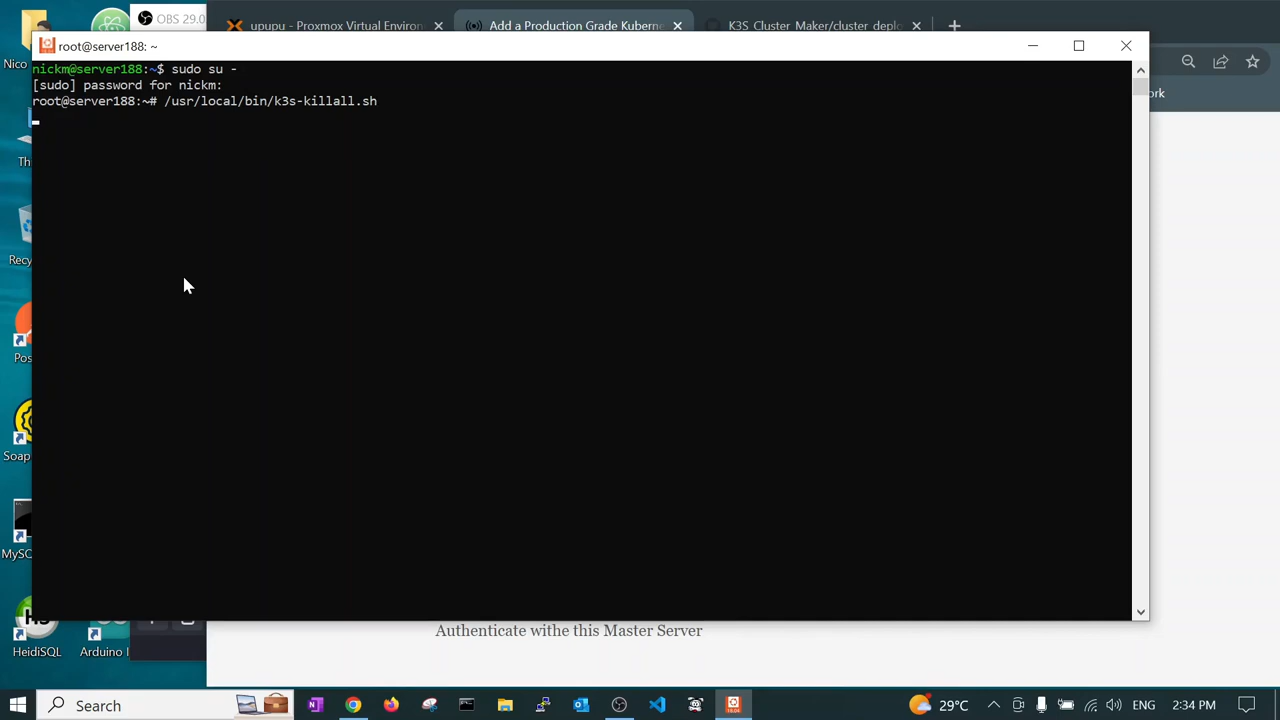 OBS 29.0
upupu - Proxmox Virtual Environ
Add a Production Grade Kuberne
K3S_Cluster_Maker/cluster_deplo
root@server188: ~
nickm@server188:~$ sudo su -
[sudo] password for nickm:
root@server188:~# /usr/local/bin/k3s-killall.sh
Nico
ork
Th
Recy
Pos
Soap
MyS
Authenticate withe this Master Server
HeidiSQL
Arduino I
Search
29°C
ENG
2:34 PM